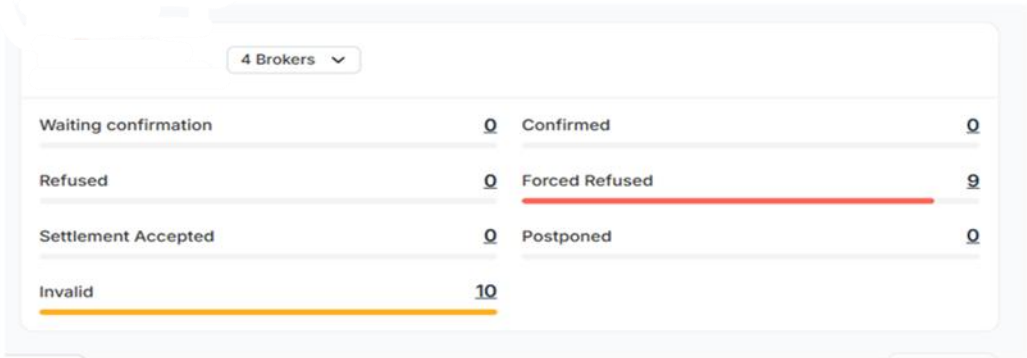 4 Brokers
Waiting confirmation 0 Confirmed 0
Refused 0 Forced Refused 9
Settlement Accepted 0 Postponed 0
Invalid 10